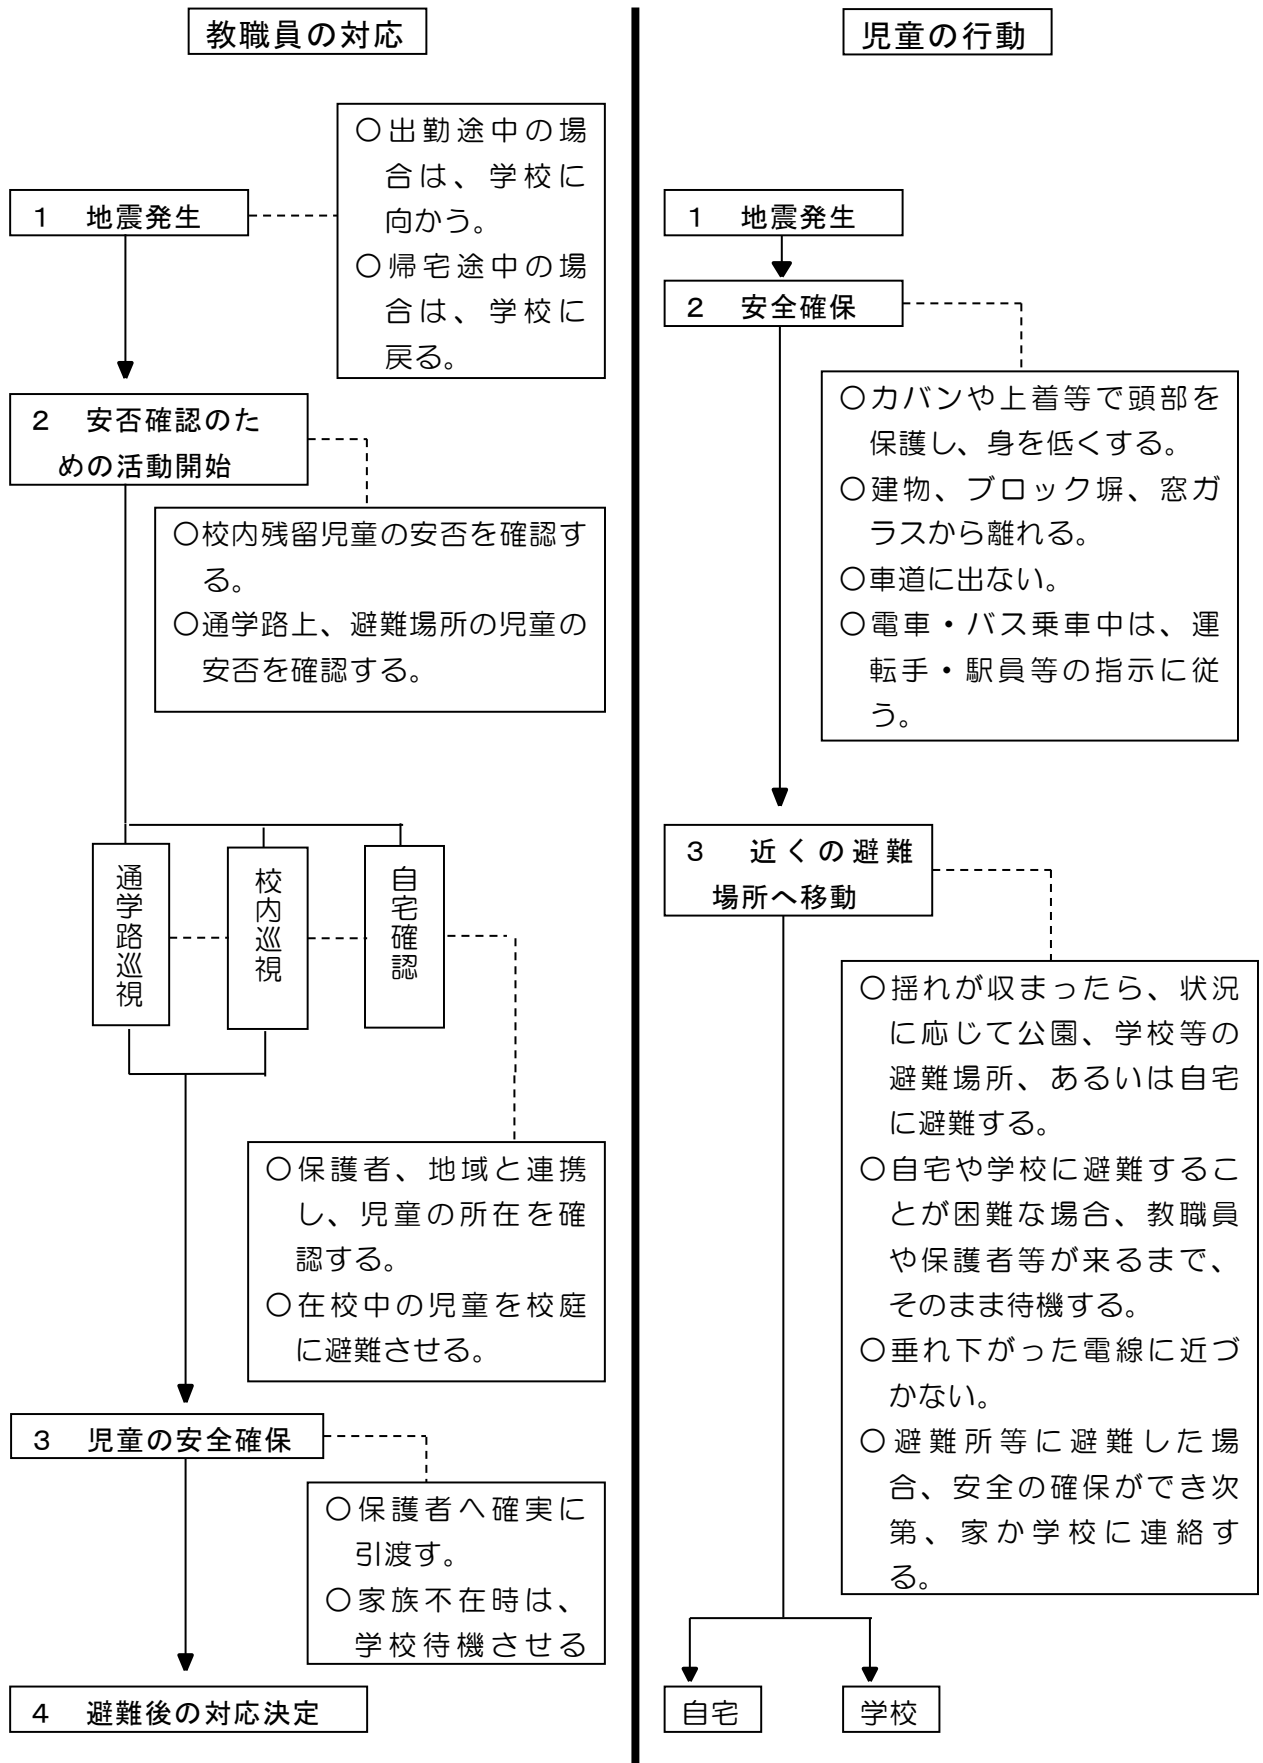 教職員の対応
1 地震発生
〇出勤途中の場
合は、学校に
向かう。
〇帰宅途中の場
合は、学校に
戻る。
2 安否確認のた
めの活動開始
〇校内残留児童の安否を確認す
る。
〇通学路上、避難場所の児童の
安否を確認する。
通学路巡視
校内巡視
自宅確認
〇保護者、地域と連携
し、児童の所在を確
認する。
〇在校中の児童を校庭
に避難させる。
3 児童の安全確保
〇保護者へ確実に
引渡す。
〇家族不在時は、
学校待機させる
4 避難後の対応決定
児童の行動
1 地震発生
2 安全確保
〇カバンや上着等で頭部を
保護し、身を低くする。
〇建物、ブロック塀、窓ガ
ラスから離れる。
〇車道に出ない。
〇電車・バス乗車中は、運
転手・駅員等の指示に従
う。
3 近くの避難
場所へ移動
〇揺れが収まったら、状況
に応じて公園、学校等の
避難場所、あるいは自宅
に避難する。
〇自宅や学校に避難するこ
とが困難な場合、教職員
や保護者等が来るまで、
そのまま待機する。
〇垂れ下がった電線に近づ
かない。
〇避難所等に避難した場
合、安全の確保ができ次
第、家か学校に連絡す
る。
自宅
学校